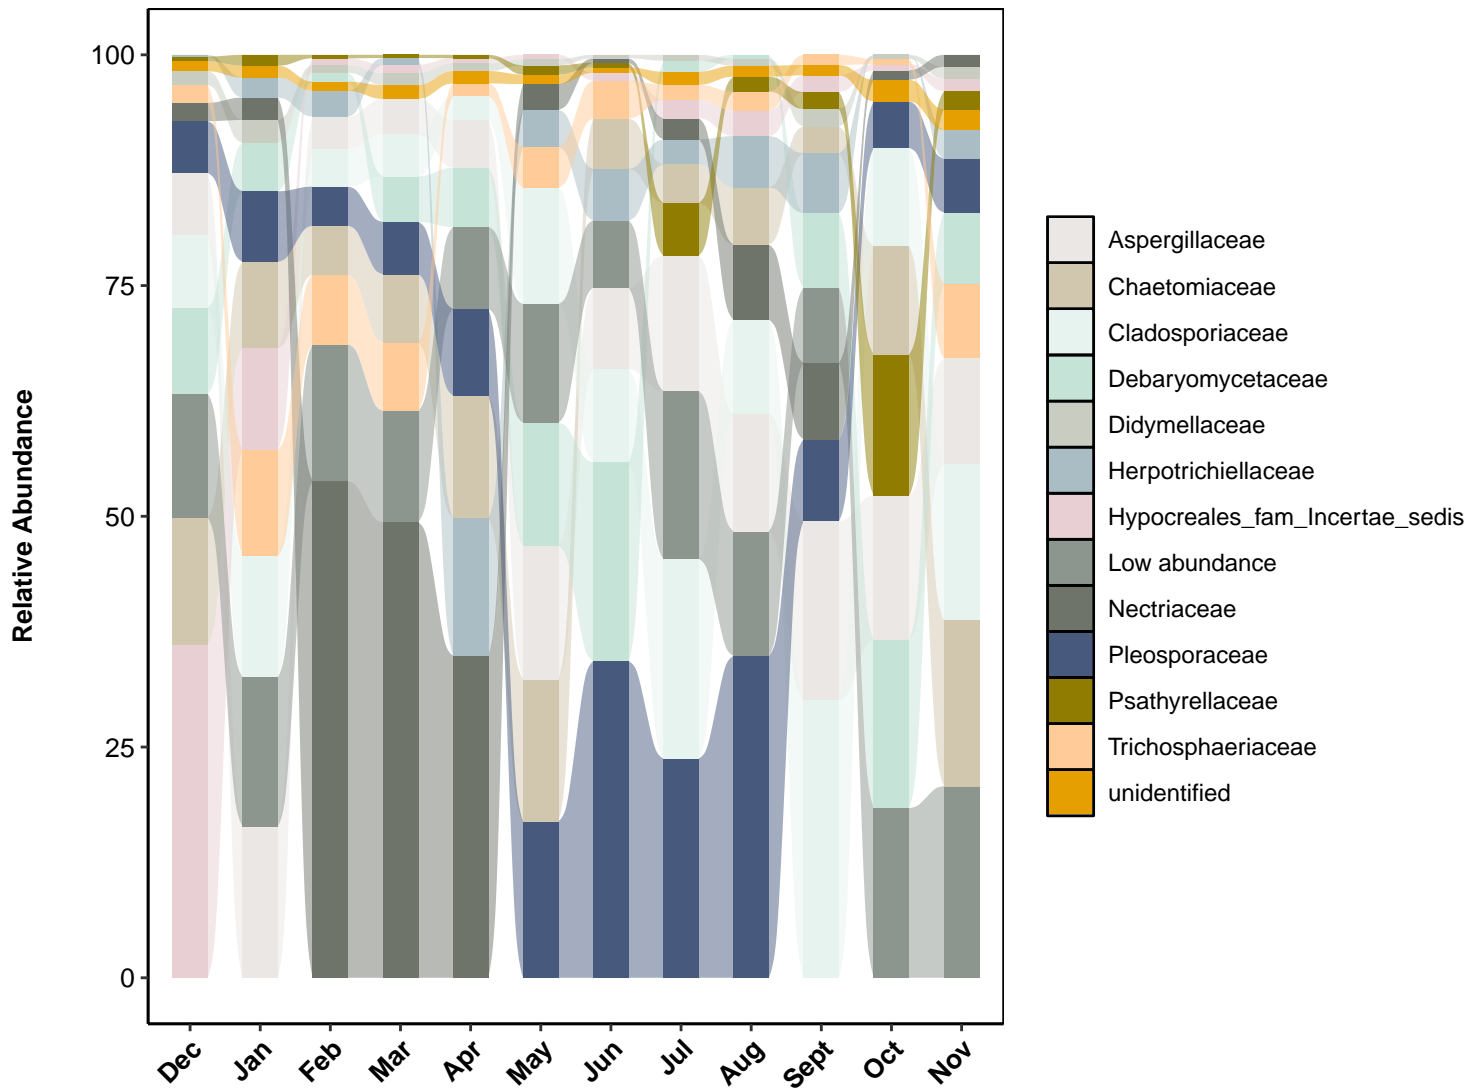 Relative Abundance
100
75
50
25
0
Dec
Jan
Feb
Mar
Apr
May
Jun
Jul
Aug
Sept
Oct
Nov
Aspergillaceae
Chaetomiaceae
Cladosporiaceae
Debaryomycetaceae
Didymellaceae
Herpotrichiellaceae
Hypocreales_fam_Incertae_sedis
Low abundance
Nectriaceae
Pleosporaceae
Psathyrellaceae
Trichosphaeriaceae
unidentified